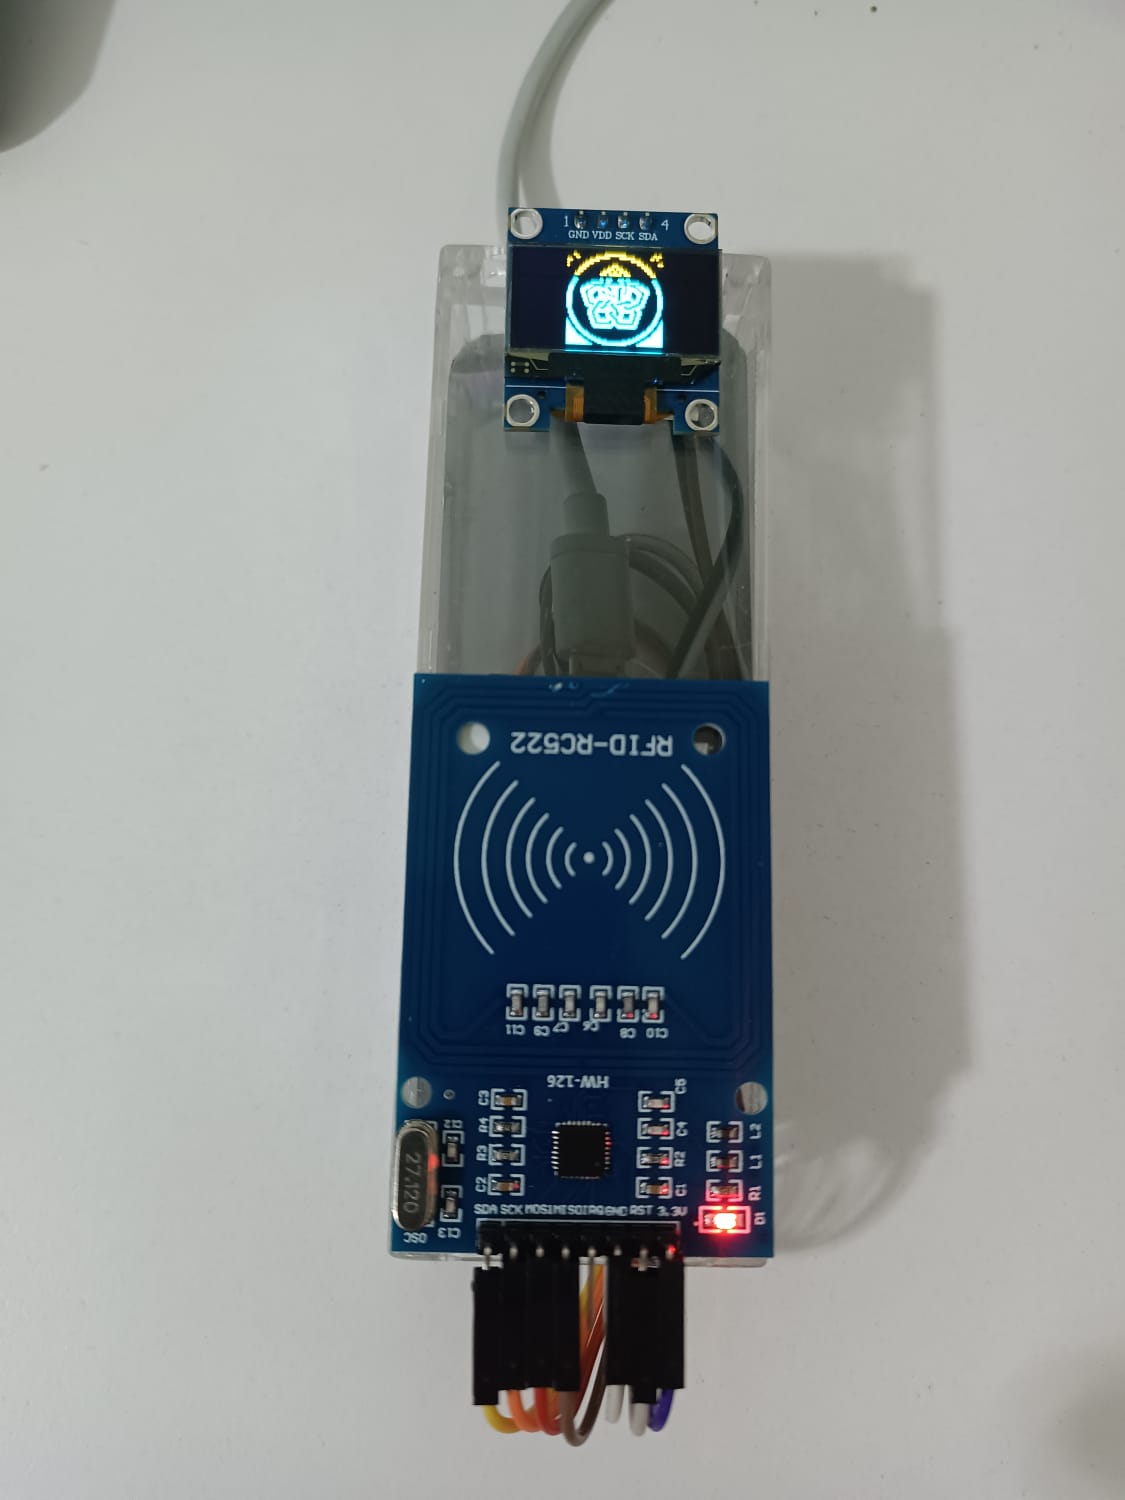 1 4
GND VDD SCK SDA
RFID-RC522
C11 C9 C7 C6 C8 C10
HW-126
C3 C5
R4 C4 L2
C12
R3 R2 L1
C2 C1 R1
27.120
SDA SCK MOSI MISO IRQ GND RST 3.3V D1
OSC C13